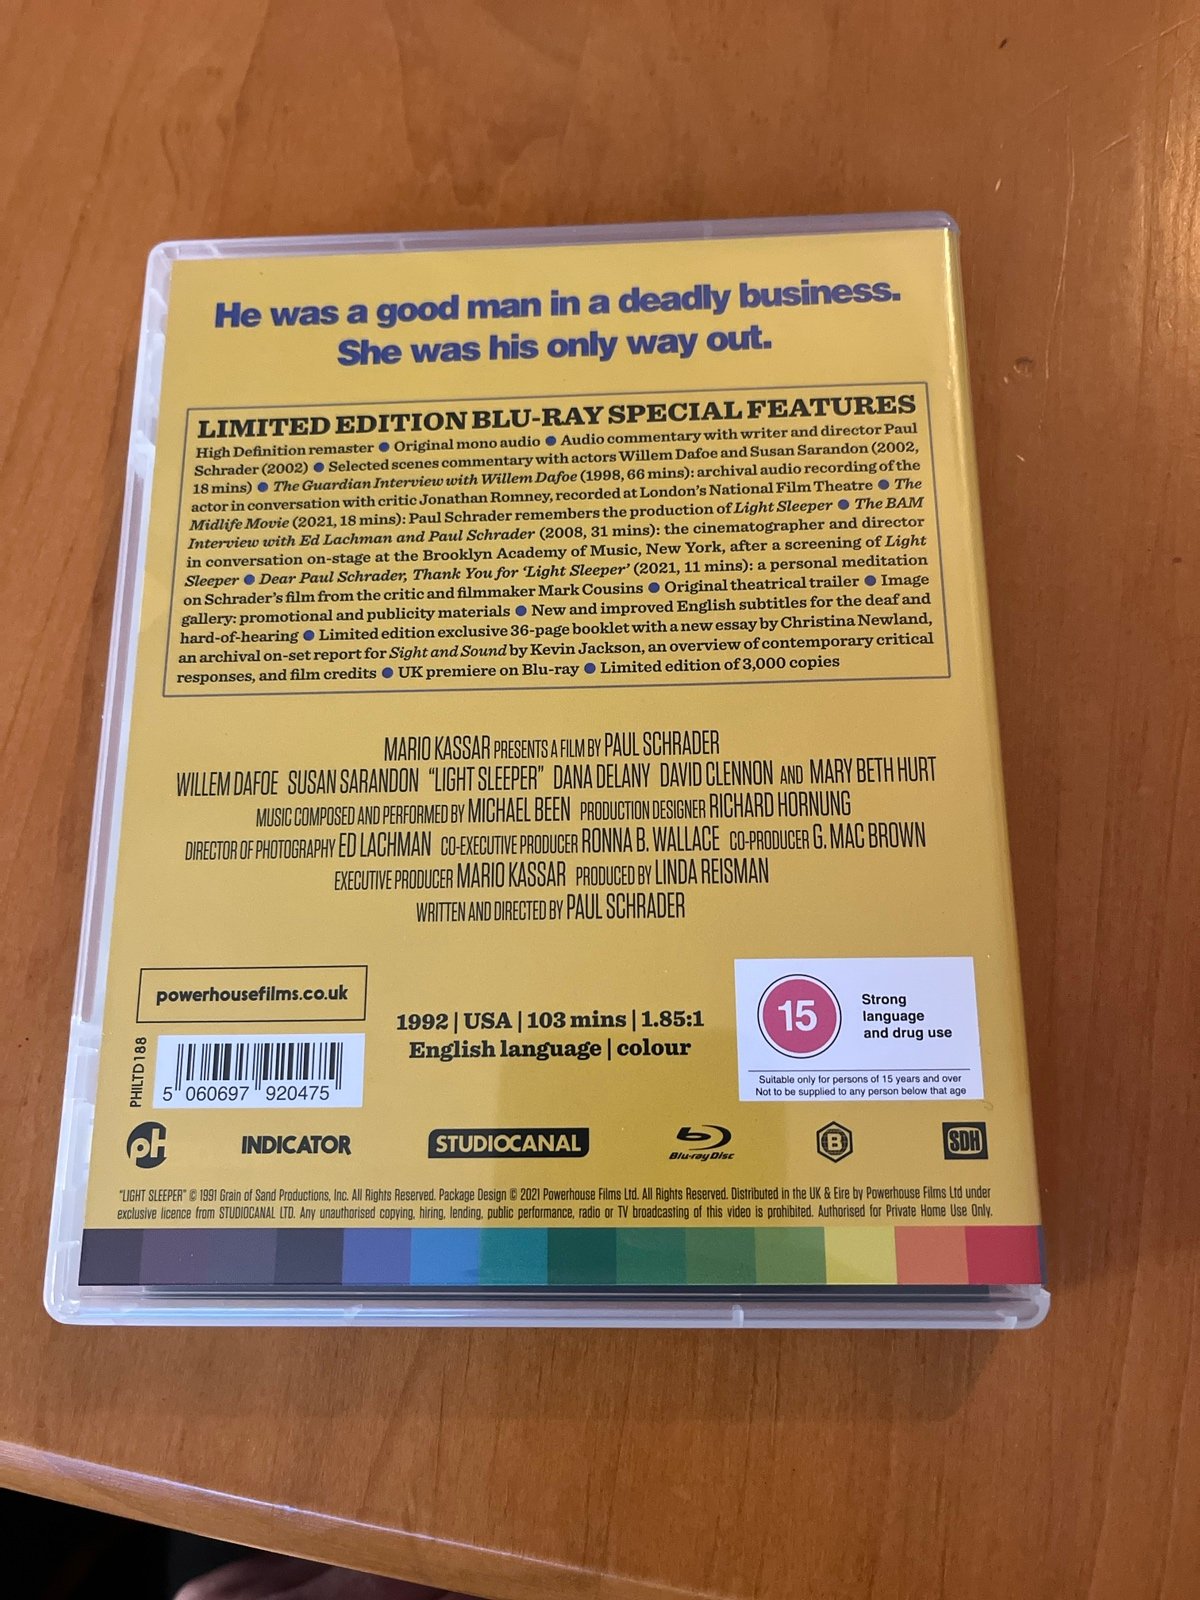 He was a good man in a deadly business.
She was his only way out.
LIMITED EDITION BLU-RAY SPECIAL FEATURES
High Definition remaster ● Original mono audio ● Audio commentary with writer and director Paul
Schrader (2002) ● Selected scenes commentary with actors Willem Dafoe and Susan Sarandon (2002,
18 mins) ● The Guardian Interview with Willem Dafoe (1998, 66 mins): archival audio recording of the
actor in conversation with critic Jonathan Romney, recorded at London's National Film Theatre ● The
Midlife Movie (2021, 18 mins): Paul Schrader remembers the production of Light Sleeper ● The BAM
Interview with Ed Lachman and Paul Schrader (2008, 31 mins): the cinematographer and director
in conversation on-stage at the Brooklyn Academy of Music, New York, after a screening of Light
Sleeper ● Dear Paul Schrader, Thank You for 'Light Sleeper' (2021, 11 mins): a personal meditation
on Schrader's film from the critic and filmmaker Mark Cousins ● Original theatrical trailer ● Image
gallery: promotional and publicity materials ● New and improved English subtitles for the deaf and
hard-of-hearing ● Limited edition exclusive 36-page booklet with a new essay by Christina Newland,
an archival on-set report for Sight and Sound by Kevin Jackson, an overview of contemporary critical
responses, and film credits ● UK premiere on Blu-ray ● Limited edition of 3,000 copies
MARIO KASSAR PRESENTS A FILM BY PAUL SCHRADER
WILLEM DAFOE SUSAN SARANDON "LIGHT SLEEPER" DANA DELANY DAVID CLENNON AND MARY BETH HURT
MUSIC COMPOSED AND PERFORMED BY MICHAEL BEEN PRODUCTION DESIGNER RICHARD HORNUNG
DIRECTOR OF PHOTOGRAPHY ED LACHMAN CO-EXECUTIVE PRODUCER RONNA B. WALLACE CO-PRODUCER G. MAC BROWN
EXECUTIVE PRODUCER MARIO KASSAR PRODUCED BY LINDA REISMAN
WRITTEN AND DIRECTED BY PAUL SCHRADER
powerhousefilms.co.uk
1992 | USA | 103 mins | 1.85:1
English language | colour
15
Strong
language
and drug use
Suitable only for persons of 15 years and over
Not to be supplied to any person below that age
PHILTD188
5 060697 920475
pH INDICATOR STUDIOCANAL Blu-ray Disc B SDH
"LIGHT SLEEPER" © 1991 Grain of Sand Productions, Inc. All Rights Reserved. Package Design © 2021 Powerhouse Films Ltd. All Rights Reserved. Distributed in the UK & Eire by Powerhouse Films Ltd under
exclusive licence from STUDIOCANAL LTD. Any unauthorised copying, hiring, lending, public performance, radio or TV broadcasting of this video is prohibited. Authorised for Private Home Use Only.